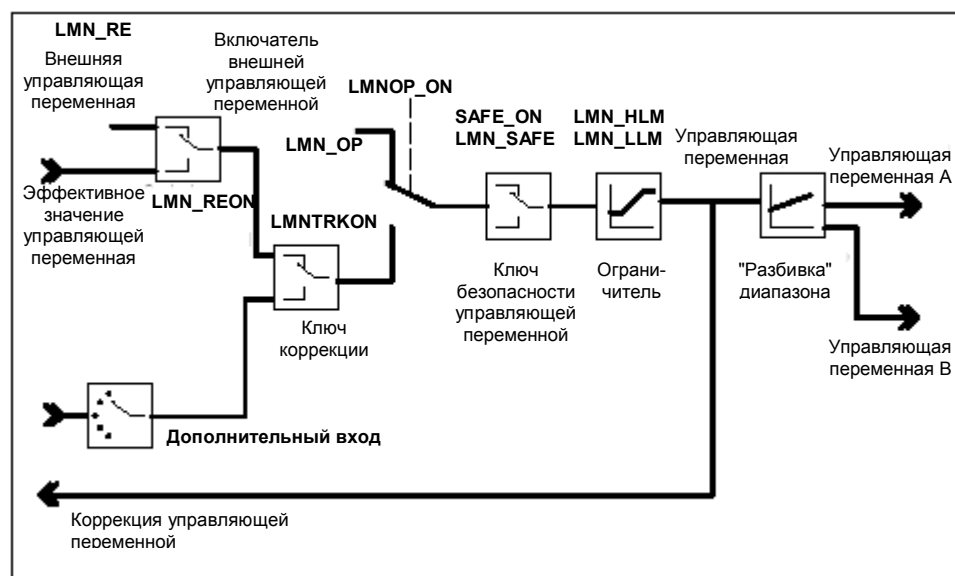 LMN_RE
Внешняя
управляющая
переменная
Включатель
внешней
управляющей
переменной
LMNOP_ON
LMN_OP
SAFE_ON
LMN_SAFE
LMN_HLM
LMN_LLM
Управляющая
переменная
Управляющая
переменная A
Эффективное
значение
управляющей
переменная
LMN_REON
LMNTRKON
Ключ
коррекции
Ключ
безопасности
управляющей
переменной
Ограни-
читель
"Разбивка"
диапазона
Управляющая
переменная B
Дополнительный вход
Коррекция управляющей
переменной